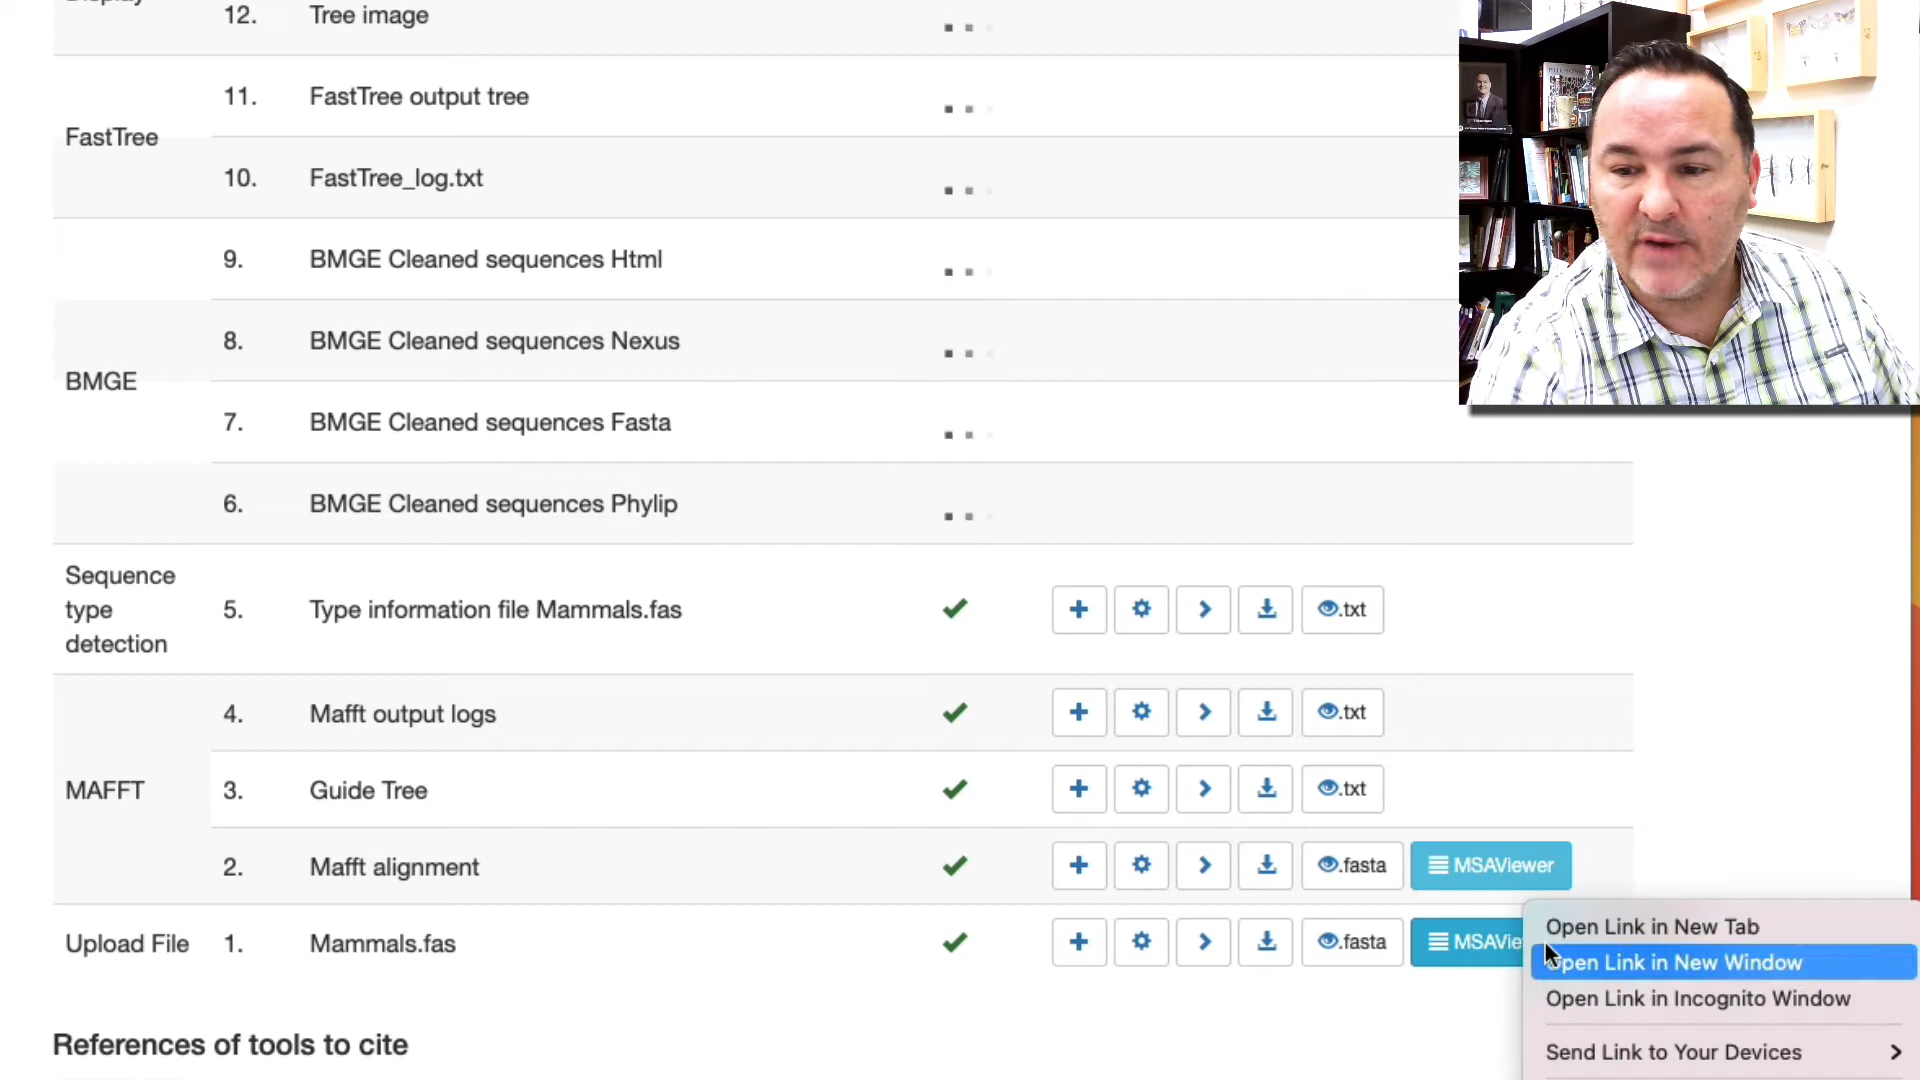 12. Tree image
FastTree
11. FastTree output tree
10. FastTree_log.txt
BMGE
9. BMGE Cleaned sequences Html
8. BMGE Cleaned sequences Nexus
7. BMGE Cleaned sequences Fasta
6. BMGE Cleaned sequences Phylip
Sequence
type
detection
5. Type information file Mammals.fas .txt
MAFFT
4. Mafft output logs .txt
3. Guide Tree .txt
2. Mafft alignment .fasta MSAViewer
Upload File 1. Mammals.fas .fasta
Open Link in New Tab
Open Link in New Window
Open Link in Incognito Window
Send Link to Your Devices
References of tools to cite